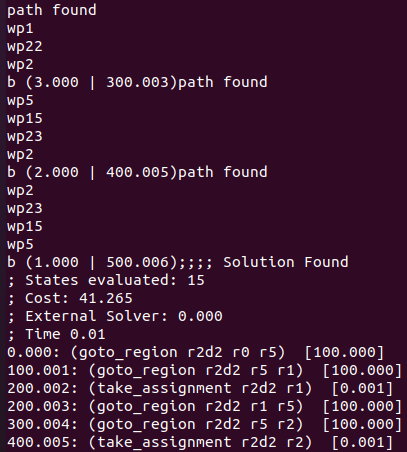 path found
wp1
wp22
wp2
b (3.000 | 300.003)path found
wp5
wp15
wp23
wp2
b (2.000 | 400.005)path found
wp2
wp23
wp15
wp5
b (1.000 | 500.006);;;; Solution Found
; States evaluated: 15
; Cost: 41.265
; External Solver: 0.000
; Time 0.01
0.000: (goto_region r2d2 r0 r5)  [100.000]
100.001: (goto_region r2d2 r5 r1)  [100.000]
200.002: (take_assignment r2d2 r1)  [0.001]
200.003: (goto_region r2d2 r1 r5)  [100.000]
300.004: (goto_region r2d2 r5 r2)  [100.000]
400.005: (take_assignment r2d2 r2)  [0.001]